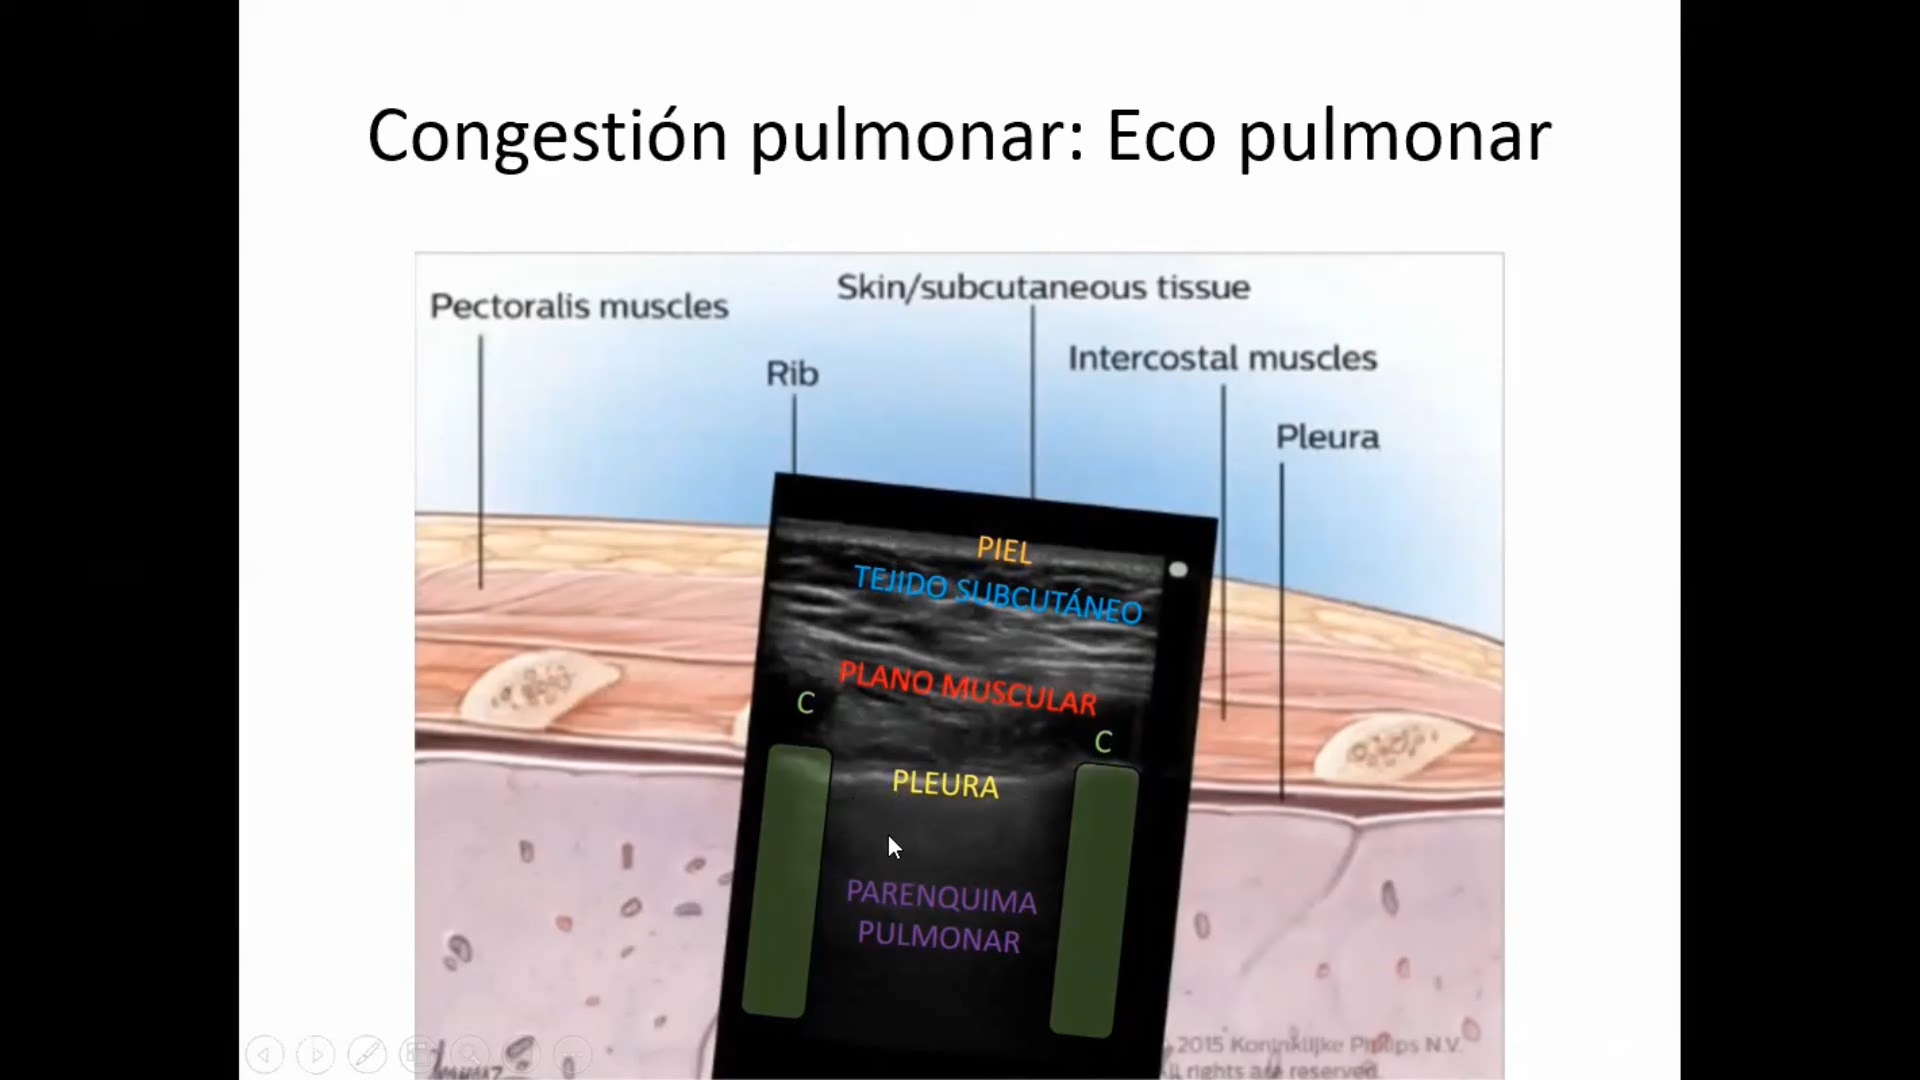 Congestión pulmonar: Eco pulmonar
Skin/subcutaneous tissue
Pectoralis muscles
Intercostal muscles
Rib
Pleura
PIEL
TEJIDO SUBCUTÁNEO
PLANO MUSCULAR
C
C
PLEURA
PARENQUIMA
PULMONAR
2015 Koninklijke Philips N.V.
rights are reserved.